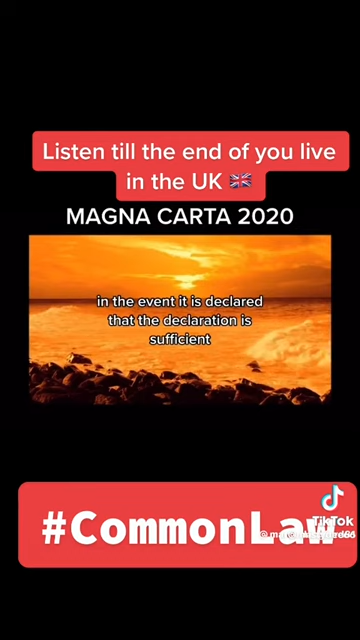 Listen till the end of you live
in the UK 🇬🇧
MAGNA CARTA 2020
in the event it is declared
that the declaration is
sufficient
#CommonLaw
TikTok